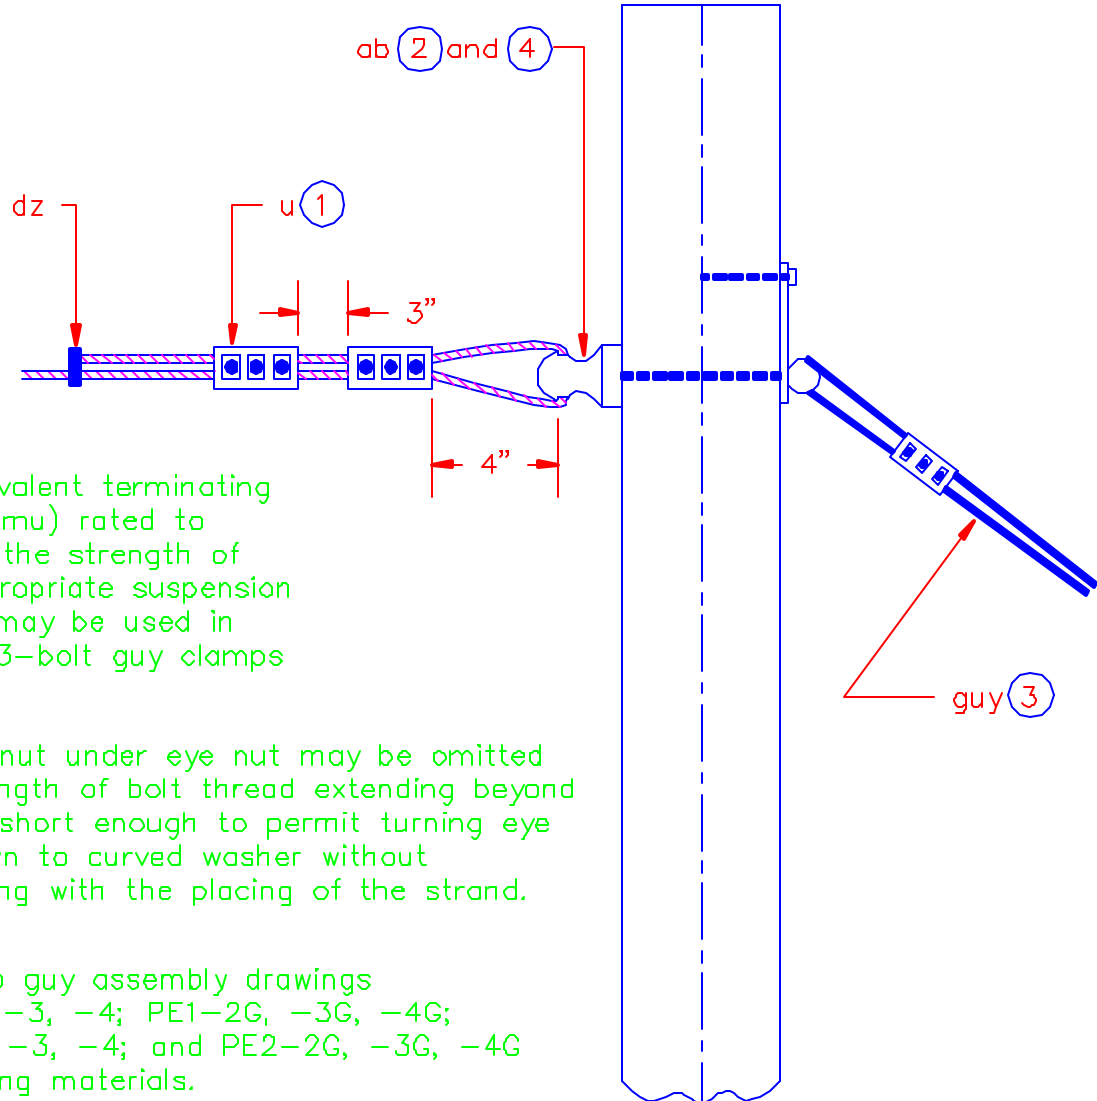 ab 2 and 4
dz
u 1
3”
4”
valent terminating
mu) rated to
the strength of
ropriate suspension
may be used in
3-bolt guy clamps
guy 3
nut under eye nut may be omitted
ngth of bolt thread extending beyond
short enough to permit turning eye
n to curved washer without
ng with the placing of the strand.
o guy assembly drawings
-3, -4; PE1-2G, -3G, -4G;
-3, -4; and PE2-2G, -3G, -4G
ng materials.